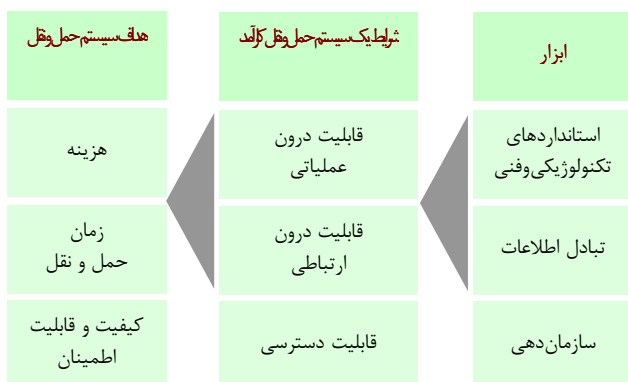 ابزار
استانداردهای
تکنولوژیکی‌وفنی
تبادل اطلاعات
سازمان‌دهی
شرایط یک سیستم حمل و نقل کارآمد
قابلیت درون
عملیاتی
قابلیت درون
ارتباطی
قابلیت دسترسی
هداف سیستم حمل و نقل
هزینه
زمان
حمل و نقل
کیفیت و قابلیت
اطمینان